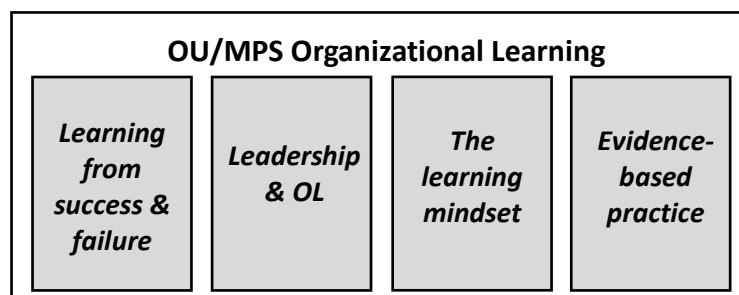 OU/MPS Organizational Learning
Learning
from
success &
failure
Leadership
& OL
The
learning
mindset
Evidence-
based
practice